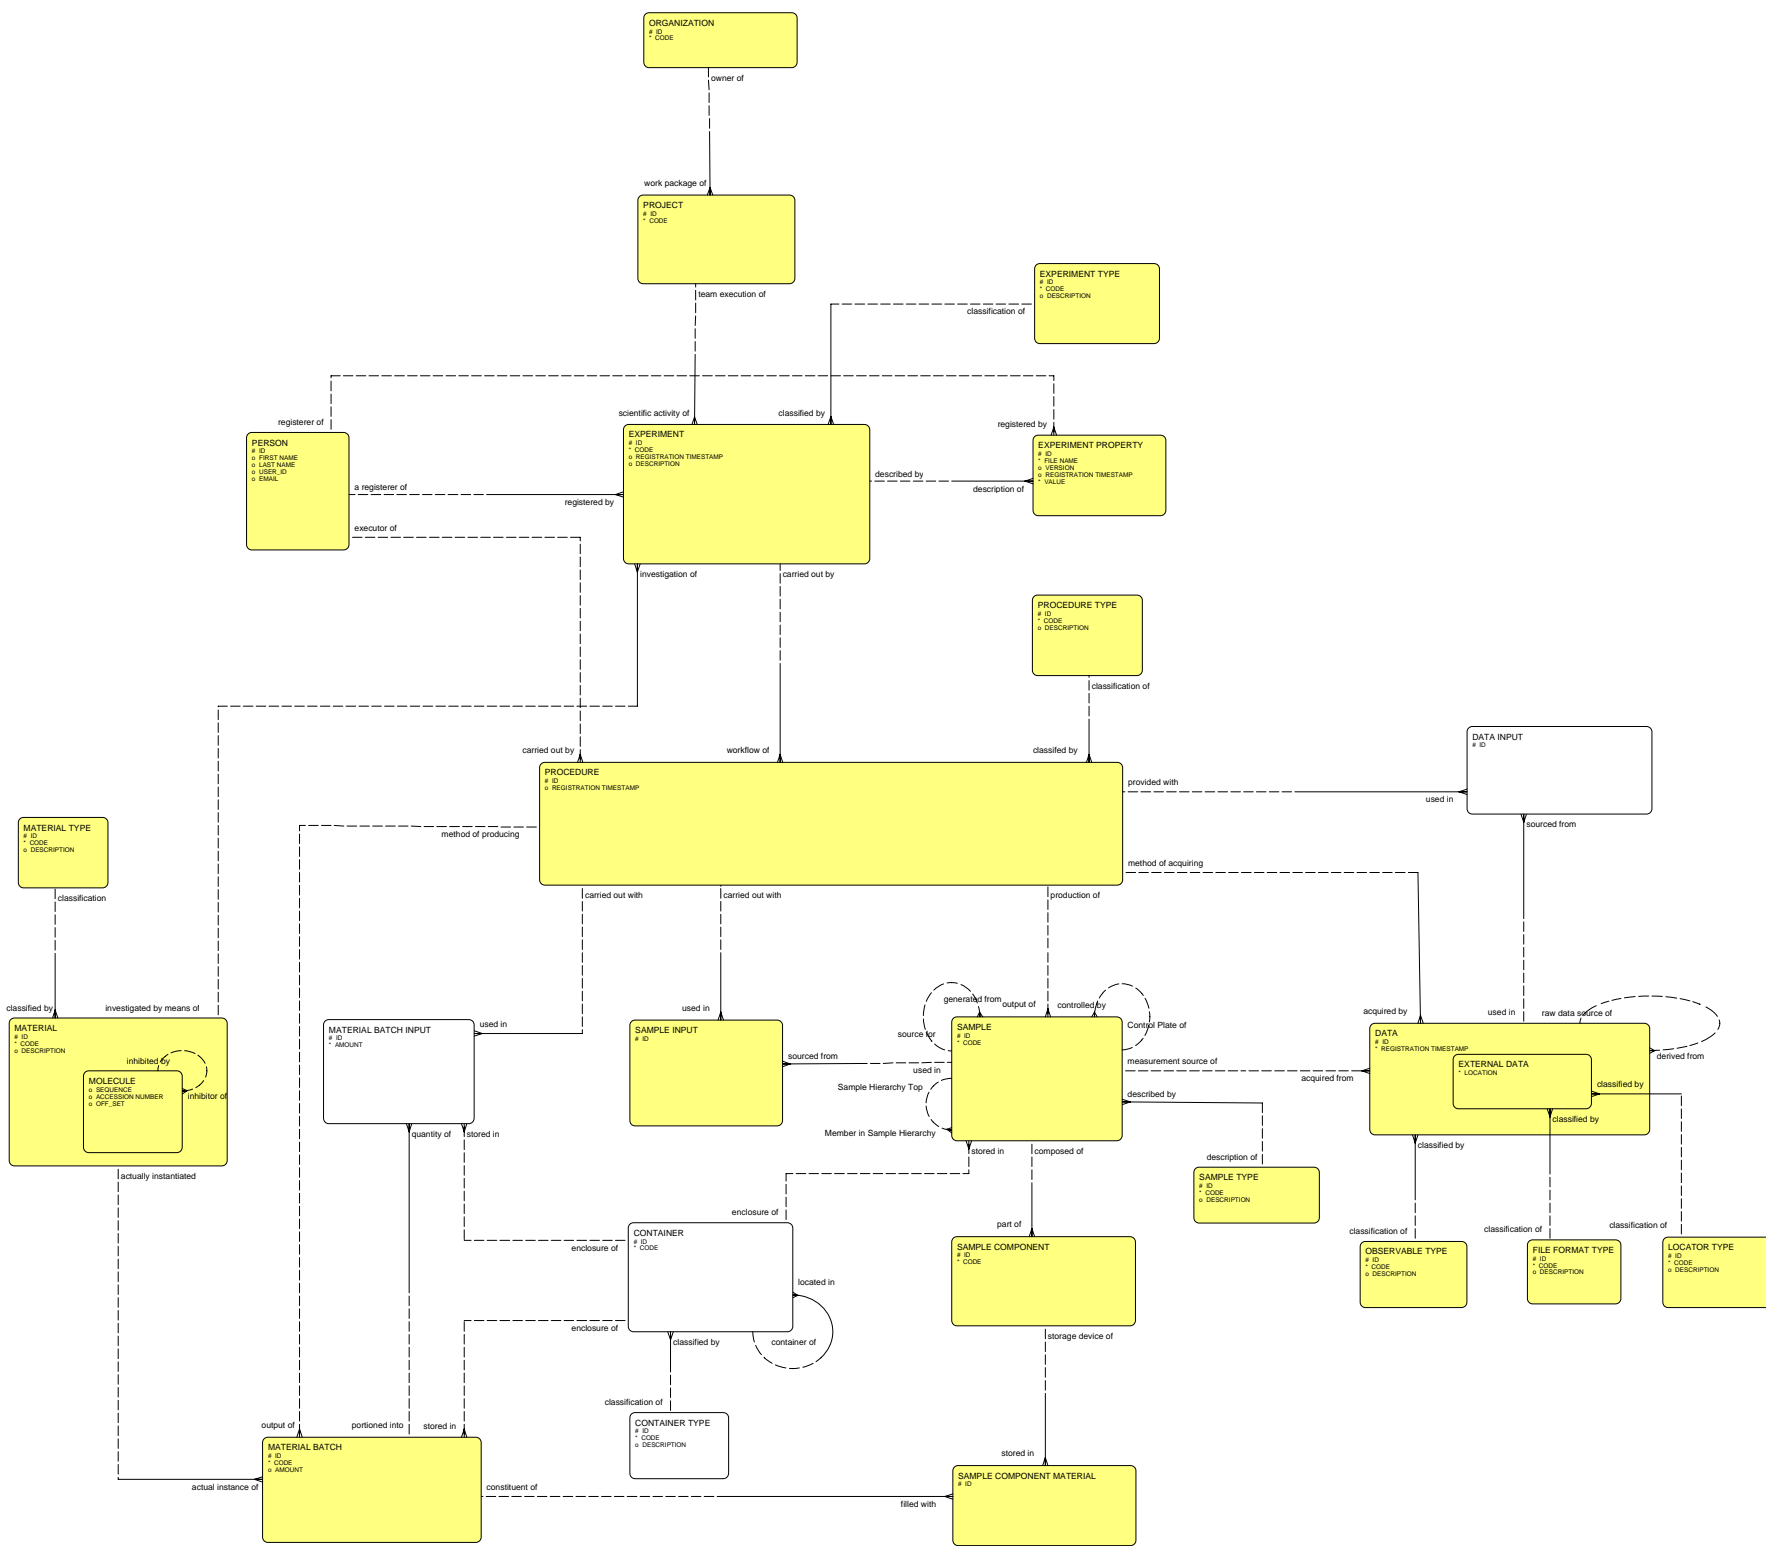 ORGANIZATION
# ID
* CODE
owner of
work package of
PROJECT
# ID
* CODE
team execution of
EXPERIMENT TYPE
# ID
* CODE
o DESCRIPTION
classification of
scientific activity of
classified by
registerer of
registered by
PERSON
# ID
o FIRST NAME
o LAST NAME
o USER_ID
o EMAIL
EXPERIMENT
# ID
* CODE
o REGISTRATION TIMESTAMP
o DESCRIPTION
EXPERIMENT PROPERTY
# ID
* FILE NAME
o VERSION
o REGISTRATION TIMESTAMP
* VALUE
a registerer of
registered by
described by
description of
executor of
investigation of
carried out by
PROCEDURE TYPE
# ID
* CODE
o DESCRIPTION
classification of
carried out by
workflow of
classifed by
DATA INPUT
# ID
PROCEDURE
# ID
o REGISTRATION TIMESTAMP
provided with
used in
sourced from
MATERIAL TYPE
# ID
* CODE
o DESCRIPTION
method of producing
method of acquiring
classification
carried out with
carried out with
production of
classified by
investigated by means of
MATERIAL
# ID
* CODE
o DESCRIPTION
inhibited by
MOLECULE
o SEQUENCE
o ACCESSION NUMBER
o OFF_SET
inhibitor of
actually instantiated
MATERIAL BATCH INPUT
# ID
* AMOUNT
used in
quantity of
stored in
used in
SAMPLE INPUT
# ID
sourced from
used in
generated from
output of
controlled by
source for
Control Plate of
SAMPLE
# ID
* CODE
Sample Hierarchy Top
Member in Sample Hierarchy
measurement source of
acquired from
described by
stored in
composed of
acquired by
used in
raw data source of
DATA
# ID
* REGISTRATION TIMESTAMP
derived from
EXTERNAL DATA
* LOCATION
classified by
classified by
classified by
description of
SAMPLE TYPE
# ID
* CODE
o DESCRIPTION
classification of
classification of
classification of
OBSERVABLE TYPE
# ID
* CODE
o DESCRIPTION
FILE FORMAT TYPE
# ID
* CODE
o DESCRIPTION
LOCATOR TYPE
# ID
* CODE
o DESCRIPTION
enclosure of
enclosure of
CONTAINER
# ID
* CODE
located in
container of
enclosure of
classified by
part of
SAMPLE COMPONENT
# ID
* CODE
storage device of
classification of
CONTAINER TYPE
# ID
* CODE
o DESCRIPTION
output of
portioned into
stored in
MATERIAL BATCH
# ID
* CODE
o AMOUNT
actual instance of
constituent of
filled with
stored in
SAMPLE COMPONENT MATERIAL
# ID